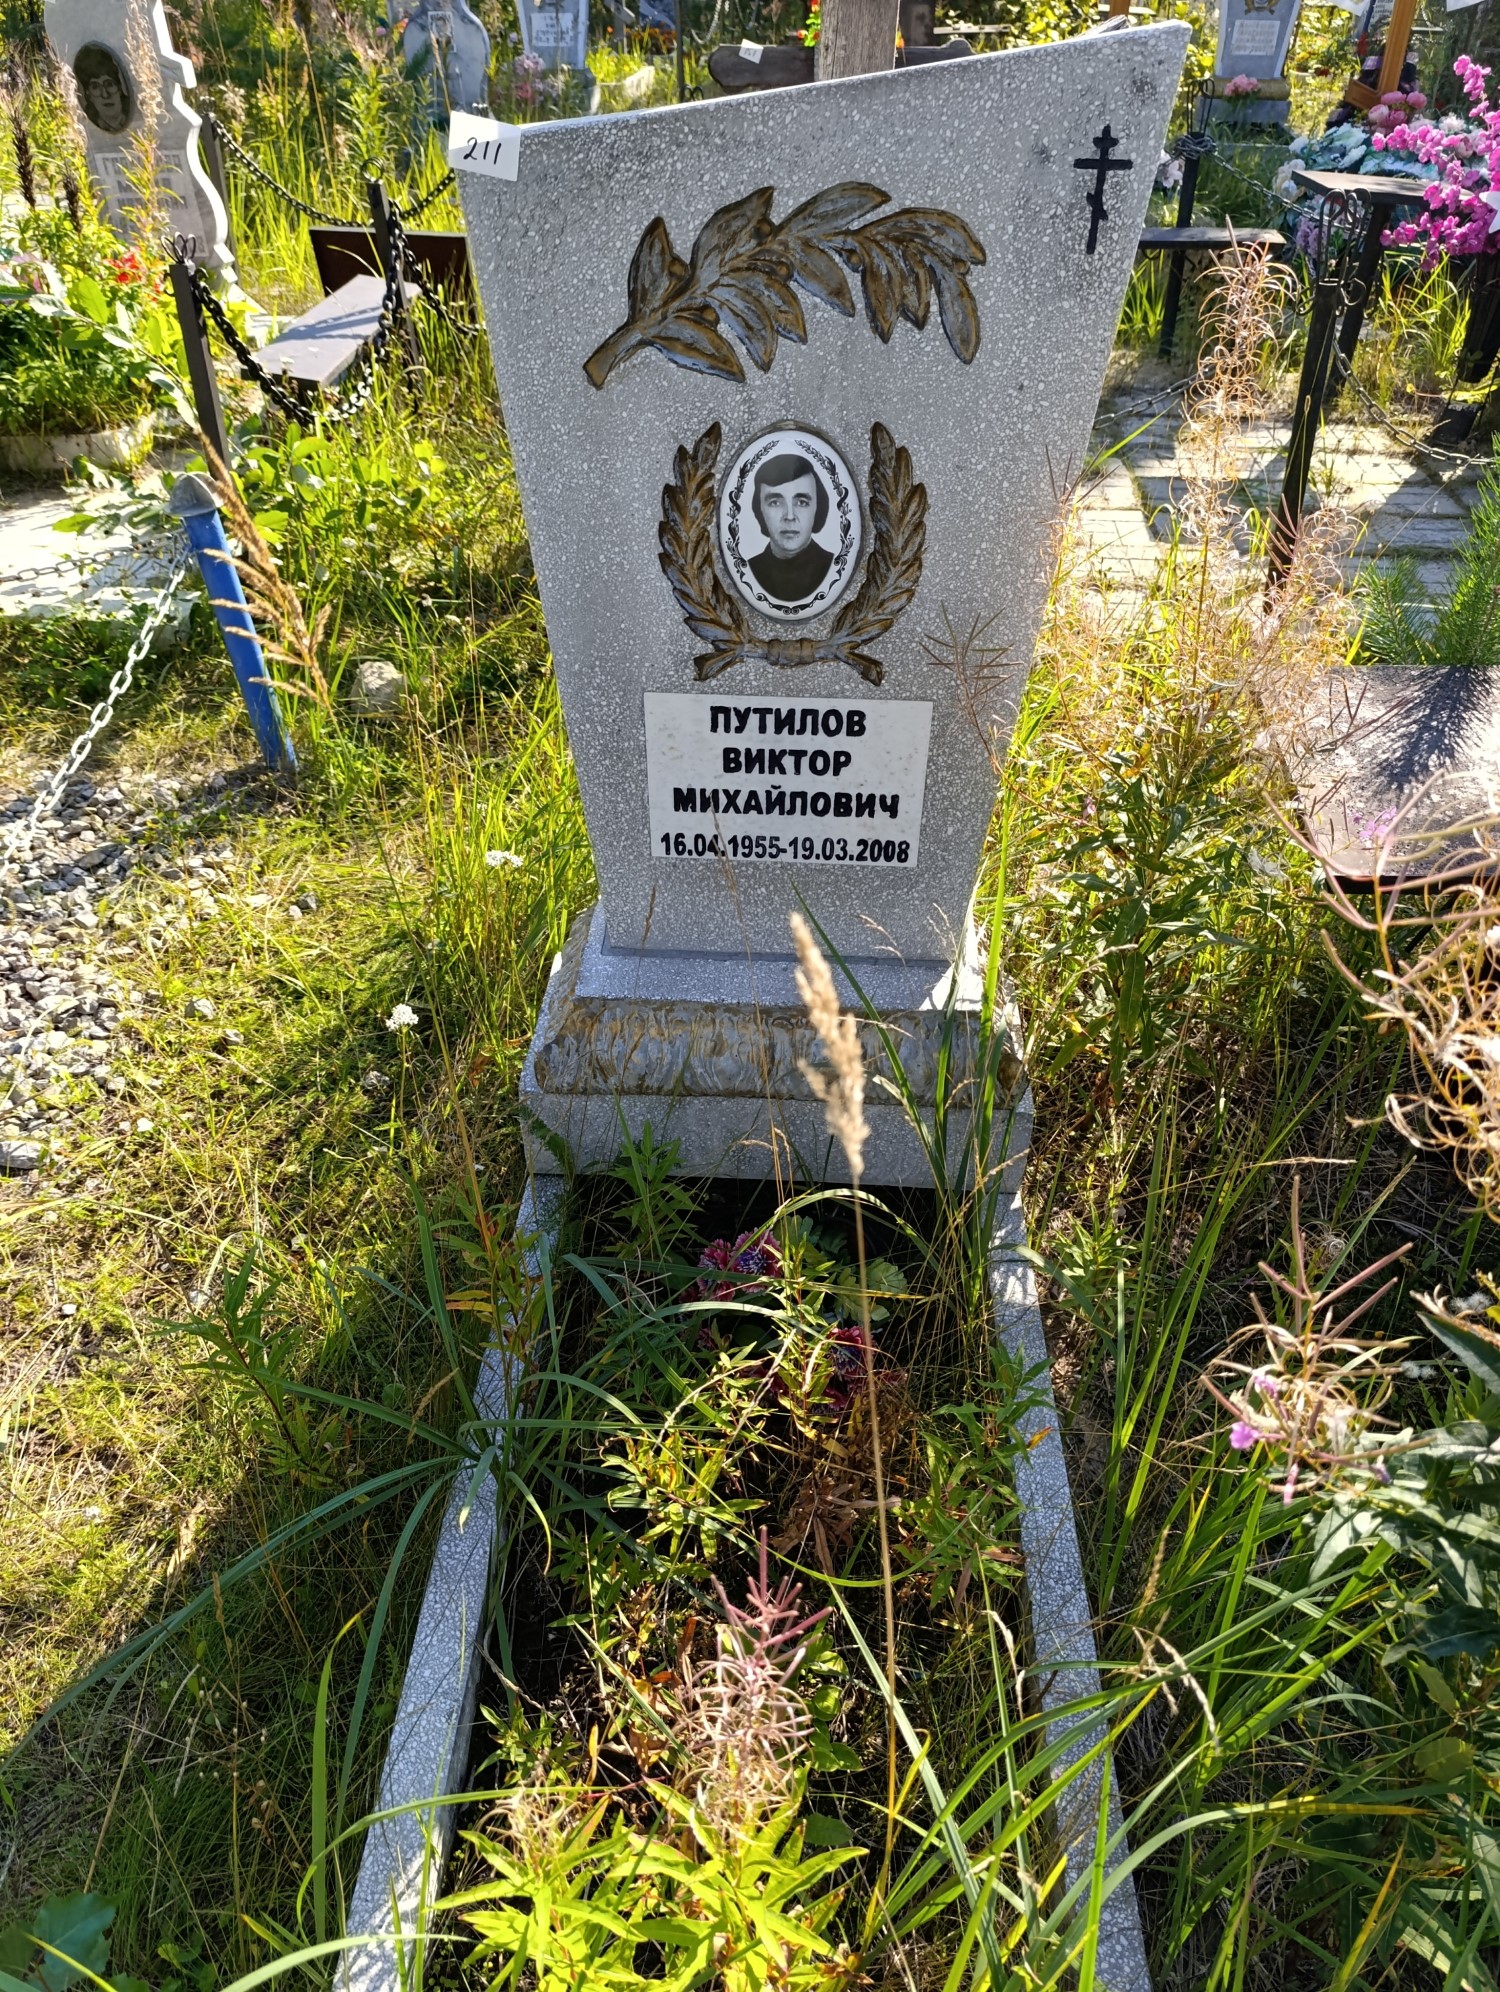 211
ПУТИЛОВ
ВИКТОР
МИХАЙЛОВИЧ
16.04.1955-19.03.2008